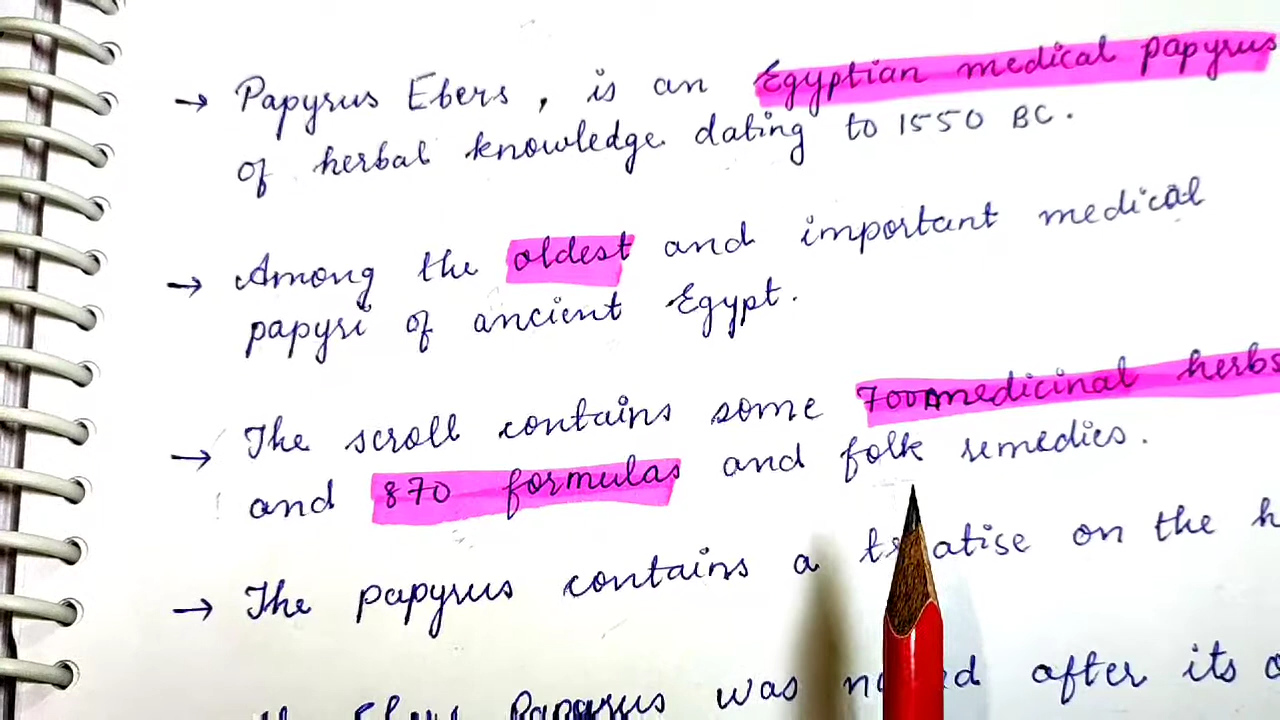 → Papyrus Ebers, is an Egyptian medical papyrus
of herbal knowledge dating to 1550 BC.
→ Among the oldest and important medical
papyri of ancient Egypt.
→ The scroll contains some 700 medicinal herbs
and 870 formulas and folk remedies.
→ The papyrus contains a treatise on the h
Ebers Papyrus was named after its